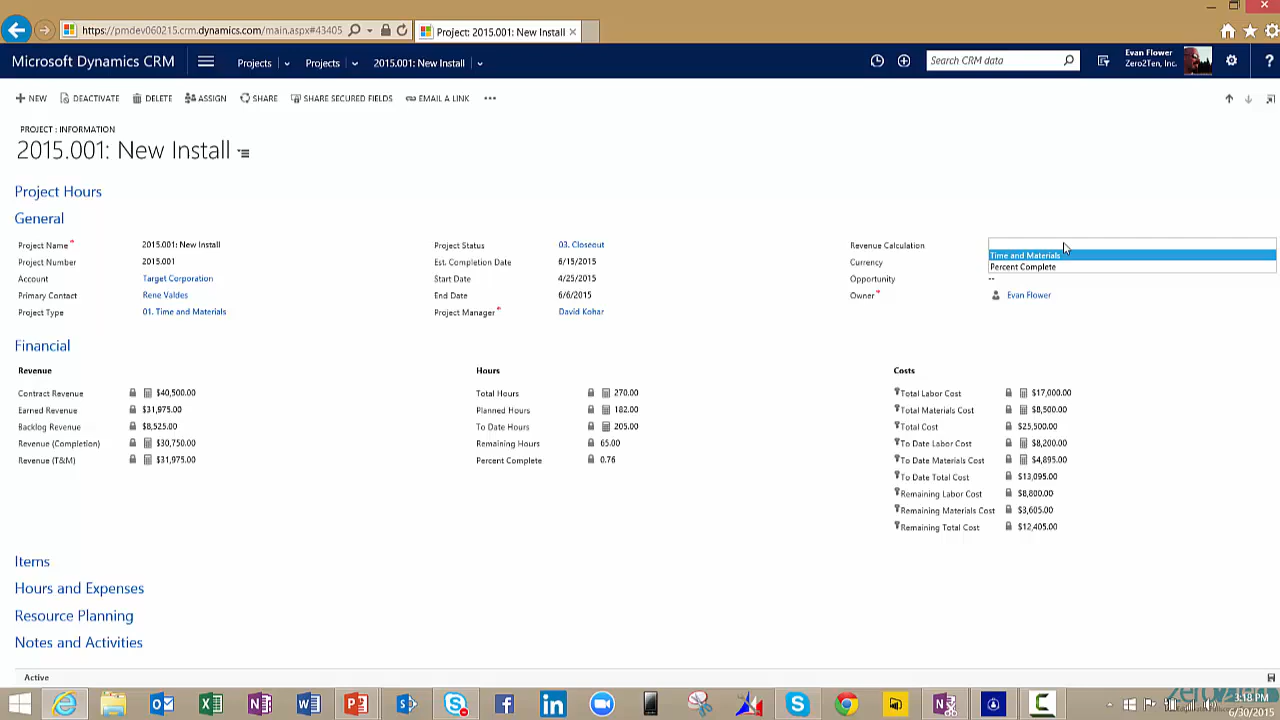 https://pmdev060215.crm.dynamics.com/main.aspx#43405
Project: 2015.001: New Install
Microsoft Dynamics CRM
Projects
Projects
2015.001: New Install
Search CRM data
Evan Flower
Zero2Ten, Inc.
NEW
DEACTIVATE
DELETE
ASSIGN
SHARE
SHARE SECURED FIELDS
EMAIL A LINK
PROJECT : INFORMATION
2015.001: New Install
Project Hours
General
Project Name* 2015.001: New Install
Project Number 2015.001
Account Target Corporation
Primary Contact Rene Valdes
Project Type 01. Time and Materials
Project Status 03. Closeout
Est. Completion Date 6/15/2015
Start Date 4/25/2015
End Date 6/6/2015
Project Manager* David Kohar
Revenue Calculation
Time and Materials
Currency
Percent Complete
Opportunity --
Owner* Evan Flower
Financial
Revenue
Contract Revenue $40,500.00
Earned Revenue $31,975.00
Backlog Revenue $8,525.00
Revenue (Completion) $30,750.00
Revenue (T&M) $31,975.00
Hours
Total Hours 270.00
Planned Hours 182.00
To Date Hours 205.00
Remaining Hours 65.00
Percent Complete 0.76
Costs
Total Labor Cost $17,000.00
Total Materials Cost $8,500.00
Total Cost $25,500.00
To Date Labor Cost $8,200.00
To Date Materials Cost $4,895.00
To Date Total Cost $13,095.00
Remaining Labor Cost $8,800.00
Remaining Materials Cost $3,605.00
Remaining Total Cost $12,405.00
Items
Hours and Expenses
Resource Planning
Notes and Activities
Active
3:18 PM
6/30/2015